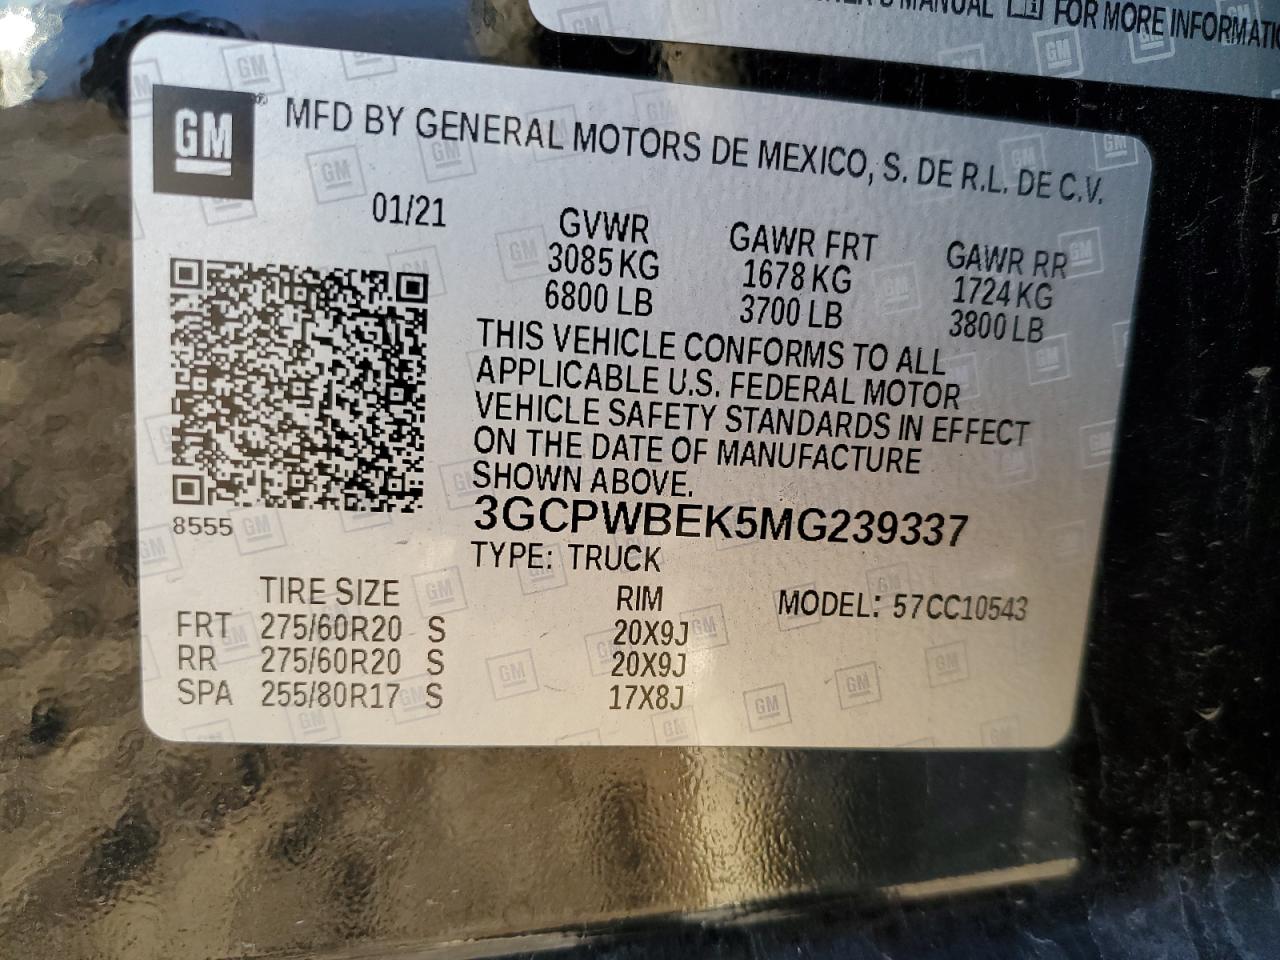 MANUAL FOR MORE INFORMATIO
GM
MFD BY GENERAL MOTORS DE MEXICO, S. DE R.L. DE C.V.
01/21
GVWR GAWR FRT GAWR RR
3085 KG 1678 KG 1724 KG
6800 LB 3700 LB 3800 LB
THIS VEHICLE CONFORMS TO ALL
APPLICABLE U.S. FEDERAL MOTOR
VEHICLE SAFETY STANDARDS IN EFFECT
ON THE DATE OF MANUFACTURE
SHOWN ABOVE.
8555
3GCPWBEK5MG239337
TYPE: TRUCK
TIRE SIZE RIM MODEL: 57CC10543
FRT 275/60R20 S 20X9J
RR 275/60R20 S 20X9J
SPA 255/80R17 S 17X8J